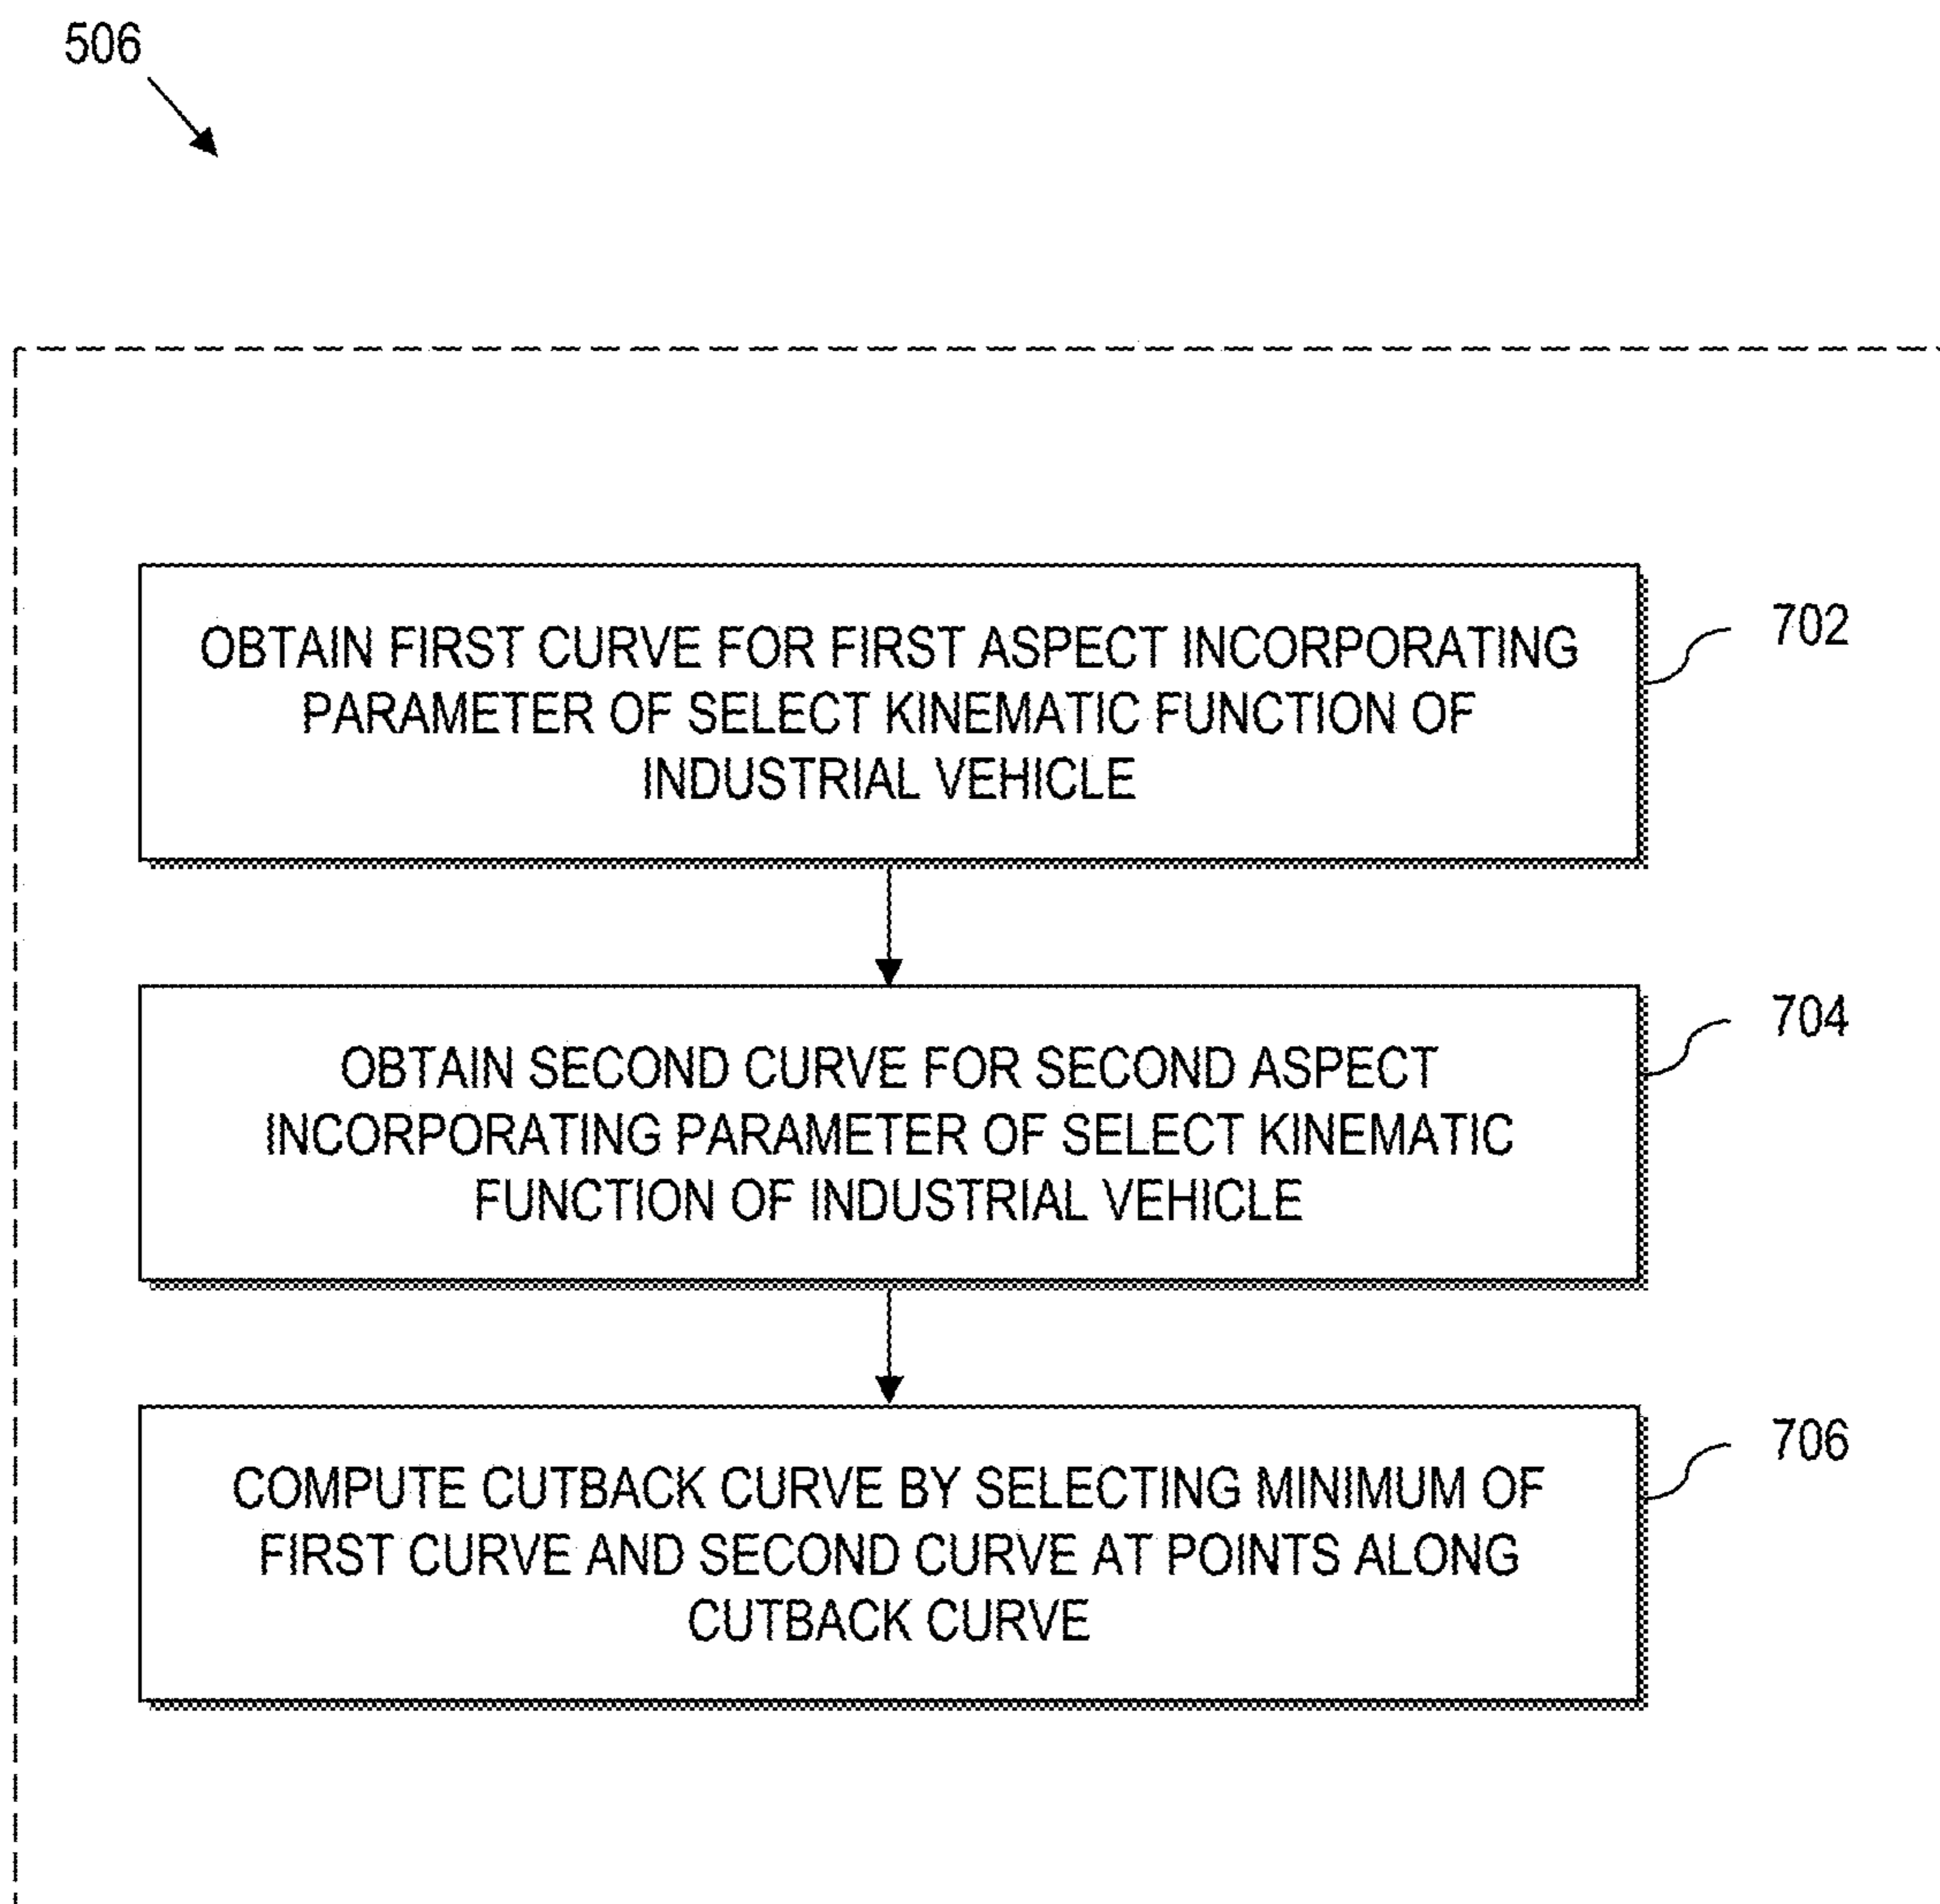 506
OBTAIN FIRST CURVE FOR FIRST ASPECT INCORPORATING
PARAMETER OF SELECT KINEMATIC FUNCTION OF
INDUSTRIAL VEHICLE
702
OBTAIN SECOND CURVE FOR SECOND ASPECT
INCORPORATING PARAMETER OF SELECT KINEMATIC
FUNCTION OF INDUSTRIAL VEHICLE
704
COMPUTE CUTBACK CURVE BY SELECTING MINIMUM OF
FIRST CURVE AND SECOND CURVE AT POINTS ALONG
CUTBACK CURVE
706